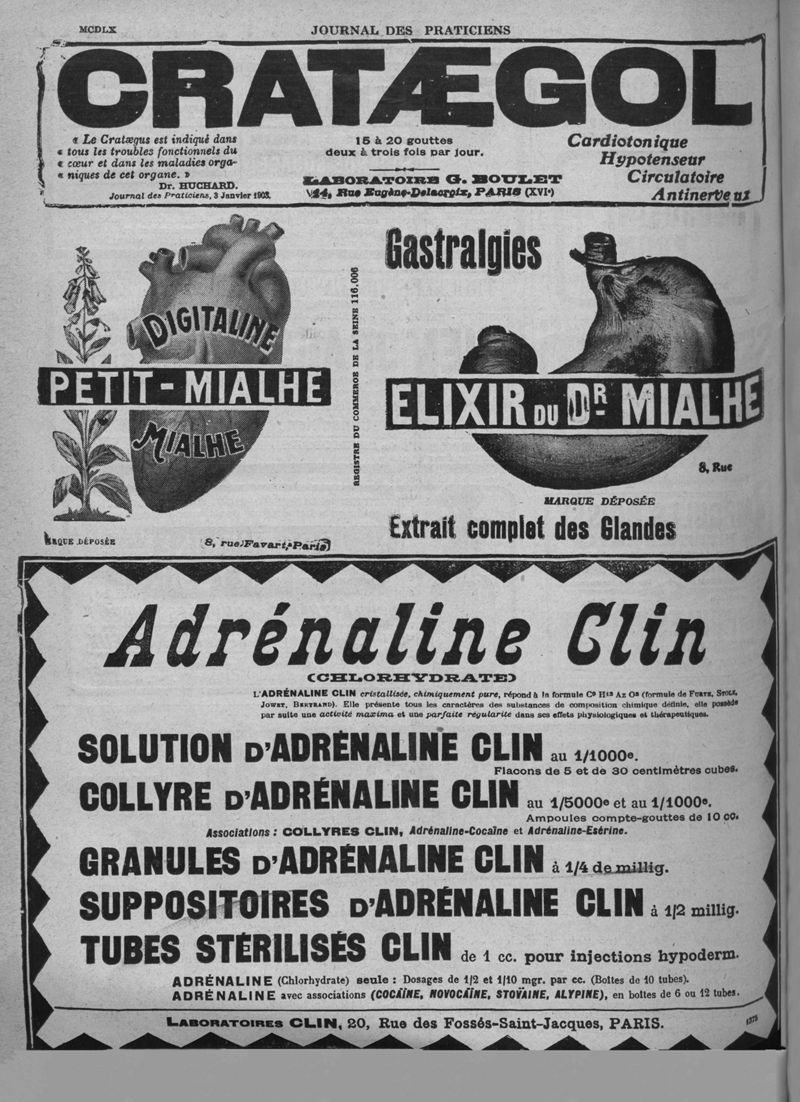 MCDLX
JOURNAL DES PRATICIENS
CRATÆGOL
« Le Cratægus est indiqué dans
« tous les troubles fonctionnels du
« cœur et dans les maladies orga-
« niques de cet organe. »
Dr. HUCHARD.
Journal des Praticiens, 3 Janvier 1903.
15 à 20 gouttes
deux à trois fois par jour.
LABORATOIRE G. BOULET
Rue Eugène-Delacroix, PARIS (XVIe)
Cardiotonique
Hypotenseur
Circulatoire
Antinerveux
DIGITALINE
PETIT-MIALHE
MIALHE
MARQUE DÉPOSÉE
8, rue Favart, Paris
REGISTRE DU COMMERCE DE LA SEINE 116.006
Gastralgies
ELIXIR DU DR MIALHE
8, Rue
MARQUE DÉPOSÉE
Extrait complet des Glandes
Adrénaline Clin
(CHLORHYDRATE)
L'ADRÉNALINE CLIN cristallisée, chimiquement pure, répond à la formule C9 H13 Az O3 (formule de FURTH, STOLZ,
JOWET, BERTRAND). Elle présente tous les caractères des substances de composition chimique définie, elle possède
par suite une activité maxima et une parfaite régularité dans ses effets physiologiques et thérapeutiques.
SOLUTION D'ADRÉNALINE CLIN au 1/1000e.
Flacons de 5 et de 30 centimètres cubes.
COLLYRE D'ADRÉNALINE CLIN au 1/5000e et au 1/1000e.
Ampoules compte-gouttes de 10 cc.
Associations : COLLYRES CLIN, Adrénaline-Cocaïne et Adrénaline-Esérine.
GRANULES D'ADRÉNALINE CLIN à 1/4 de millig.
SUPPOSITOIRES D'ADRÉNALINE CLIN à 1/2 millig.
TUBES STÉRILISÉS CLIN de 1 cc. pour injections hypoderm.
ADRÉNALINE (Chlorhydrate) seule : Dosages de 1/2 et 1/10 mgr. par cc. (Boîtes de 10 tubes).
ADRÉNALINE avec associations (COCAÏNE, NOVOCAÏNE, STOVAÏNE, ALYPINE), en boîtes de 6 ou 12 tubes.
LABORATOIRES CLIN, 20, Rue des Fossés-Saint-Jacques, PARIS.
1375